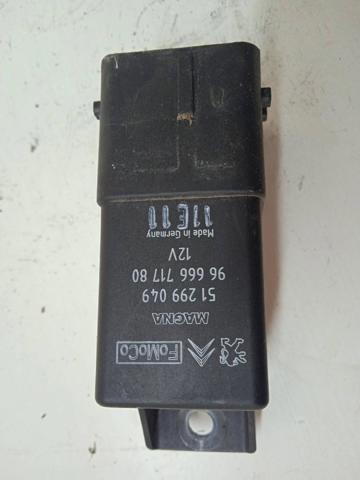 FoMoCo
MAGNA
51 299 049
96 666 717 80
12V
Made in Germany
11E11